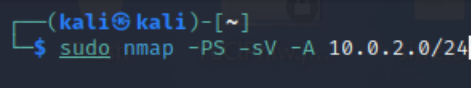 ┌──(kali㉿kali)-[~]
└─$ sudo nmap -PS -sV -A 10.0.2.0/24